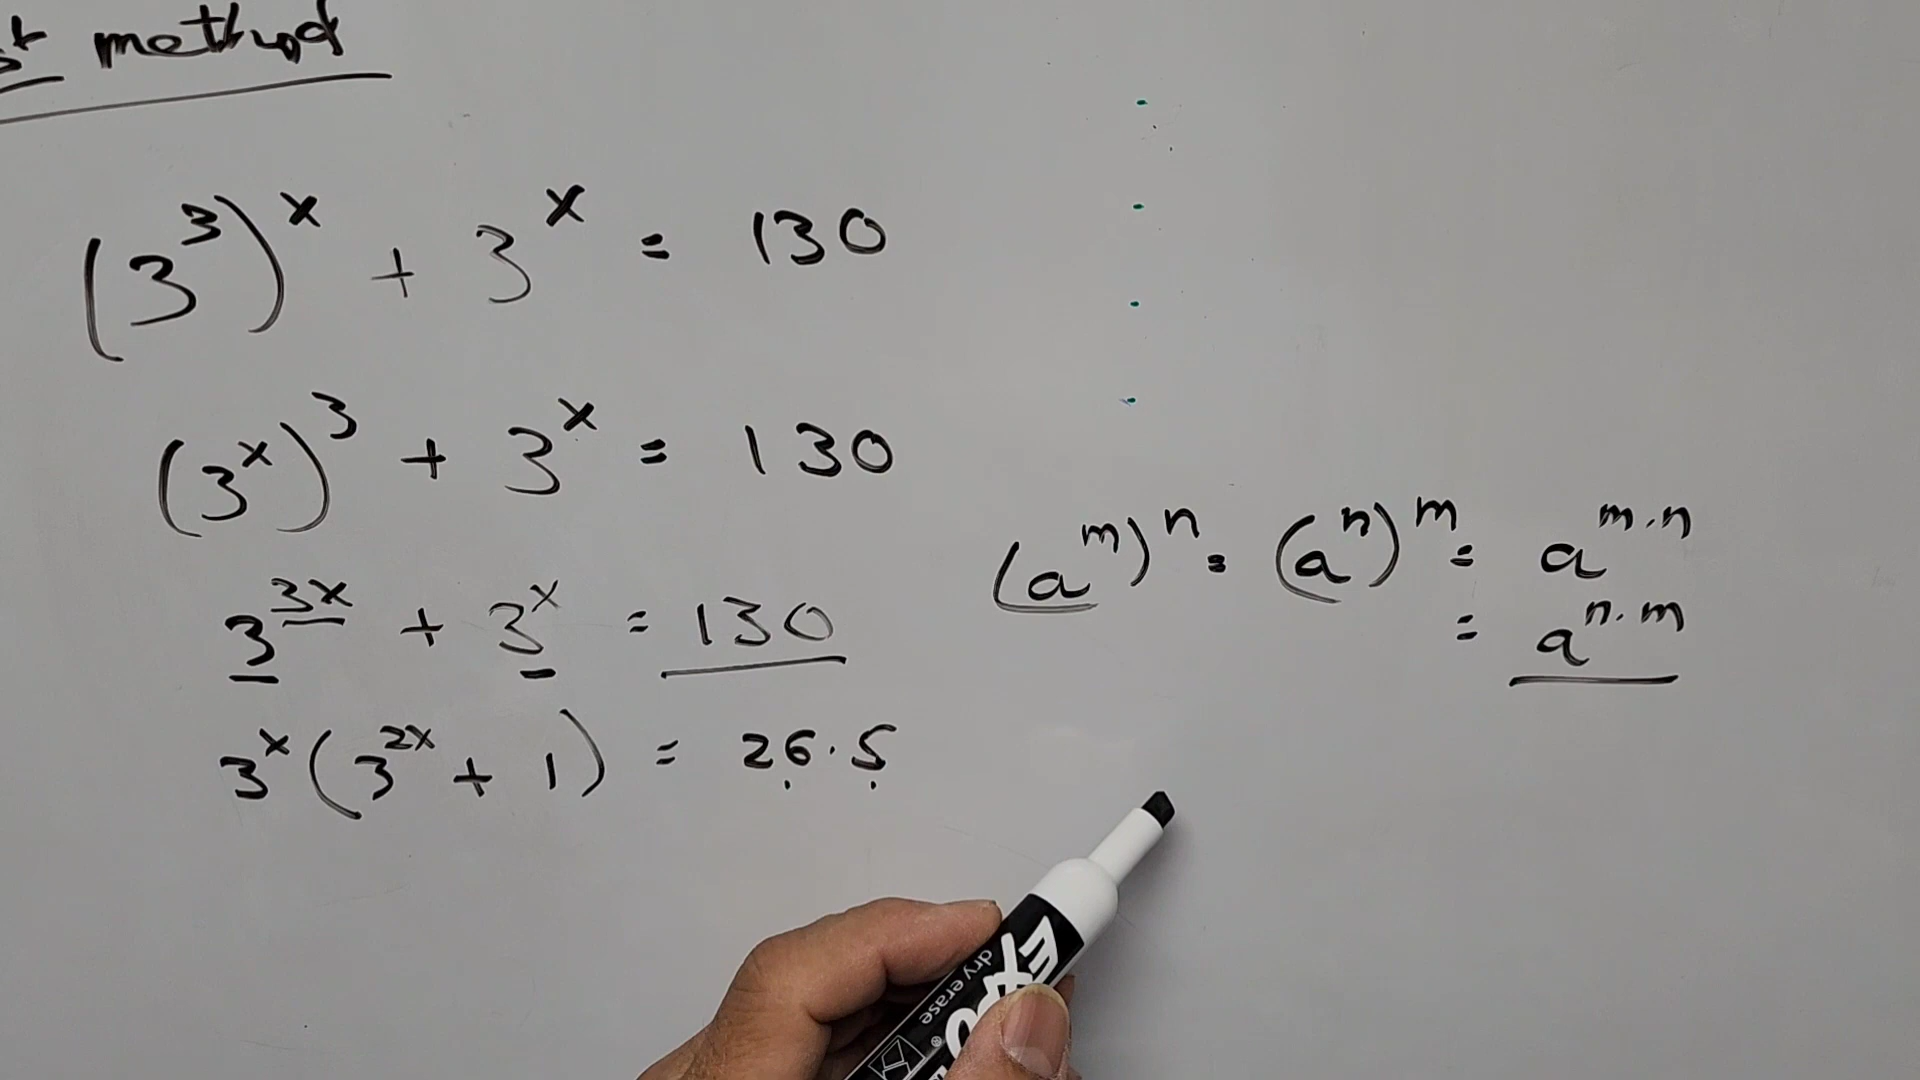 method
(3³)ˣ + 3ˣ = 130
(3ˣ)³ + 3ˣ = 130
3³ˣ + 3ˣ = 130
3ˣ(3²ˣ + 1) = 26·5
(aᵐ)ⁿ = (aⁿ)ᵐ = aᵐ·ⁿ
= aⁿ·ᵐ
EXPO
dry erase